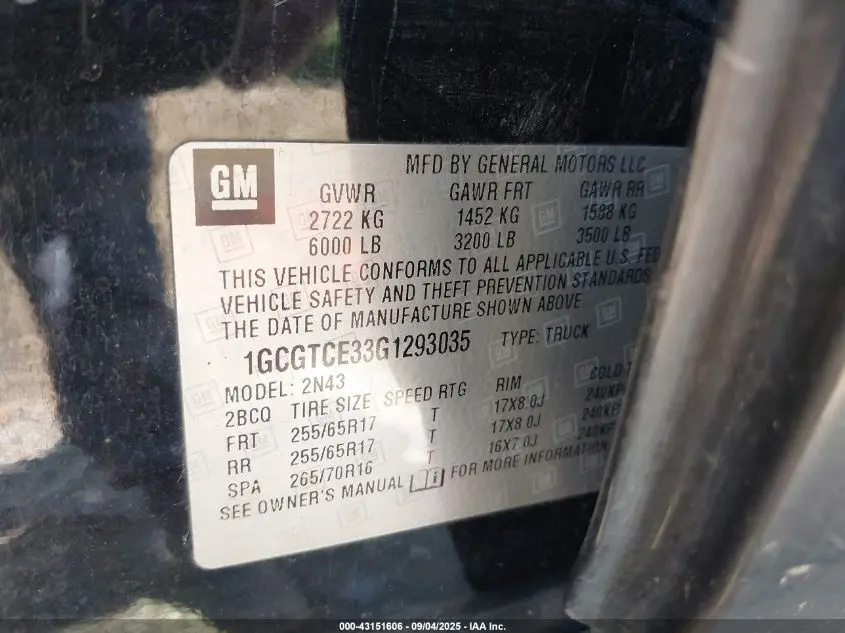 GM
MFD BY GENERAL MOTORS LLC
GVWR GAWR FRT GAWR RR
2722 KG 1452 KG 1588 KG
6000 LB 3200 LB 3500 LB
THIS VEHICLE CONFORMS TO ALL APPLICABLE U.S. FED
VEHICLE SAFETY AND THEFT PREVENTION STANDARDS
THE DATE OF MANUFACTURE SHOWN ABOVE
1GCGTCE33G1293035 TYPE: TRUCK
MODEL: 2N43
2BCQ TIRE SIZE SPEED RTG RIM COLD T
FRT 255/65R17 T 17X8.0J 240KP
RR 255/65R17 T 17X8.0J 240KP
SPA 265/70R16 T 16X7.0J 240KP
SEE OWNER'S MANUAL FOR MORE INFORMATION
000-43151606 - 09/04/2025 - IAA Inc.